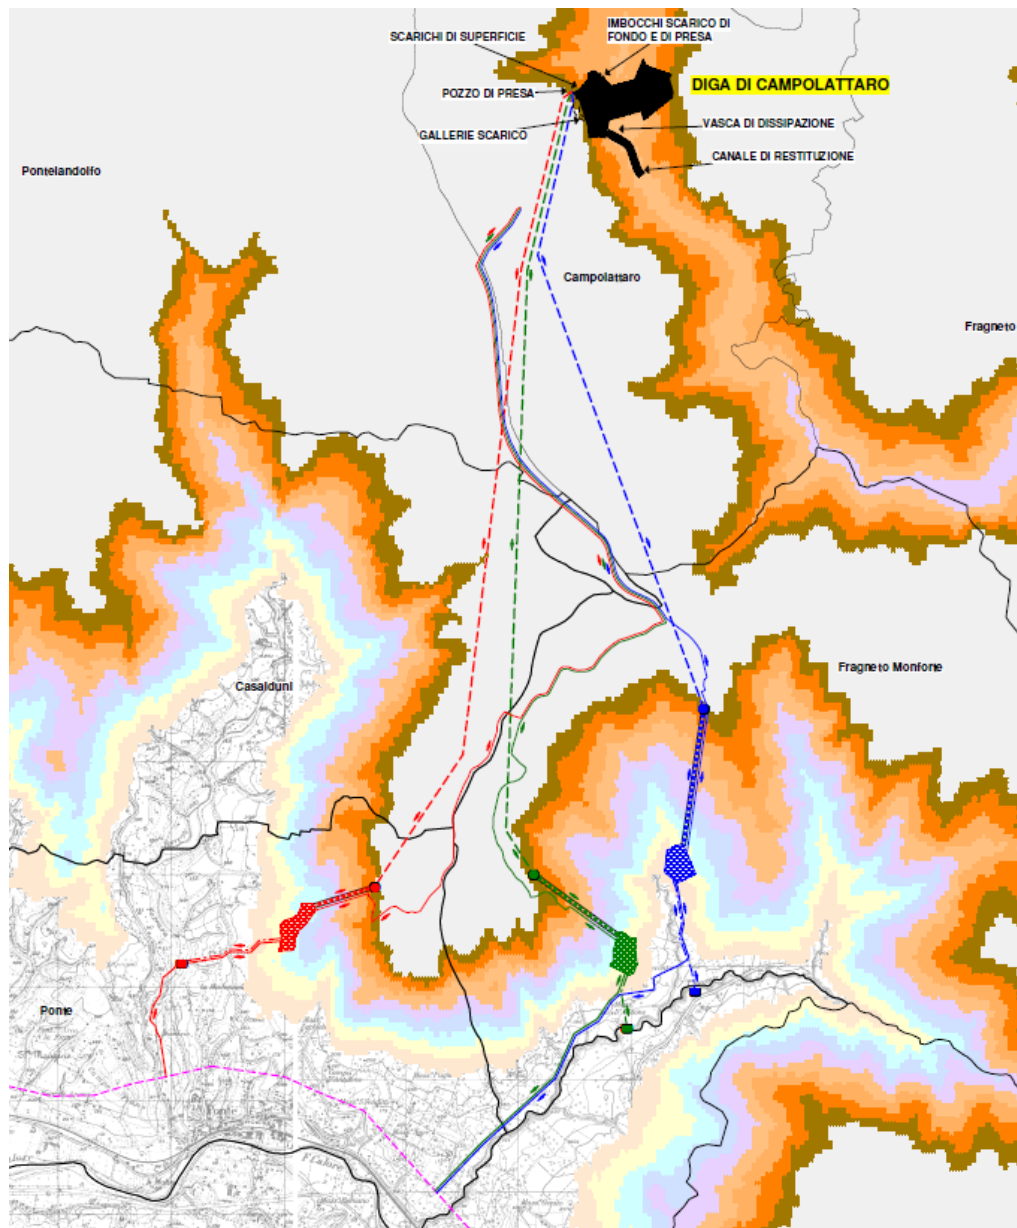 IMBOCCHI SCARICO DI
FONDO E DI PRESA
SCARICHI DI SUPERFICIE
DIGA DI CAMPOLATTARO
POZZO DI PRESA
VASCA DI DISSIPAZIONE
GALLERIE SCARICO
CANALE DI RESTITUZIONE
Pontelandolfo
Campolattaro
Fragneto
Fragneto Monforte
Casalduni
Ponte